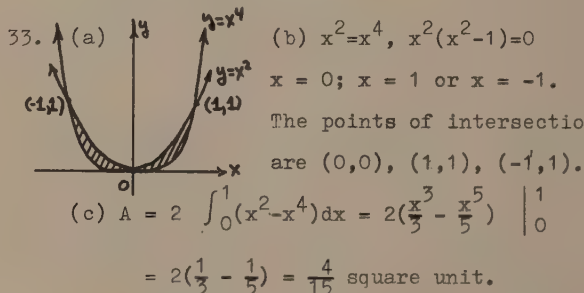 33. (a)
y
y=x⁴
y=x²
(-1,1)
(1,1)
0
x
(b) x²=x⁴, x²(x²-1)=0
x = 0; x = 1 or x = -1.
The points of intersectio
are (0,0), (1,1), (-1,1).
(c) A = 2 ∫₀¹(x²-x⁴)dx = 2(x³/3 - x⁵/5) |₀¹
= 2(1/3 - 1/5) = 4/15 square unit.